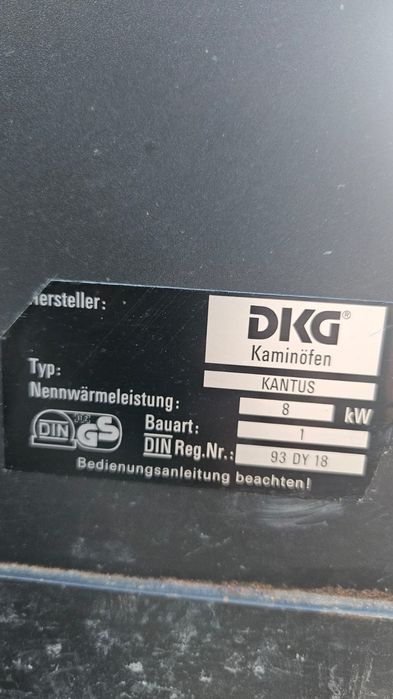 Hersteller:
DKG®
Kaminöfen
Typ:
KANTUS
Nennwärmeleistung: 8 kW
Bauart: 1
DIN GS
DIN Reg.Nr.: 93 DY 18
Bedienungsanleitung beachten!